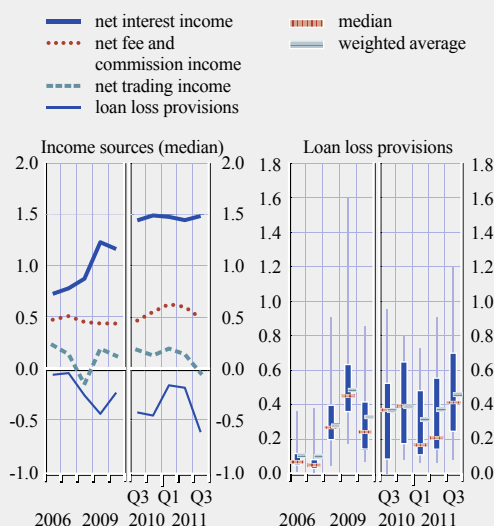 net interest income
net fee and
commission income
net trading income
loan loss provisions
median
weighted average
Income sources (median)
2.0 2.0
1.5 1.5
1.0 1.0
0.5 0.5
0.0 0.0
-0.5 -0.5
-1.0 -1.0
Q3 Q1 Q3
2006 2009 2010 2011
Loan loss provisions
1.8 1.8
1.6 1.6
1.4 1.4
1.2 1.2
1.0 1.0
0.8 0.8
0.6 0.6
0.4 0.4
0.2 0.2
0.0 0.0
Q3 Q1 Q3
2006 2009 2010 2011